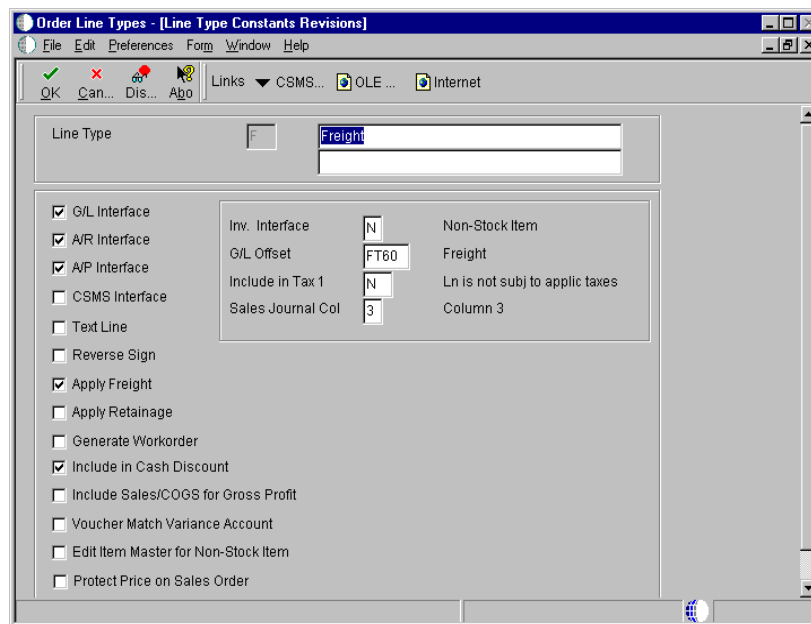 Order Line Types - [Line Type Constants Revisions]
File Edit Preferences Form Window Help
OK Can... Dis... Abo Links CSMS... OLE ... Internet
Line Type F Freight
G/L Interface
A/R Interface
A/P Interface
CSMS Interface
Text Line
Reverse Sign
Apply Freight
Apply Retainage
Generate Workorder
Include in Cash Discount
Include Sales/COGS for Gross Profit
Voucher Match Variance Account
Edit Item Master for Non-Stock Item
Protect Price on Sales Order
Inv. Interface N Non-Stock Item
G/L Offset FT60 Freight
Include in Tax 1 N Ln is not subj to applic taxes
Sales Journal Col 3 Column 3